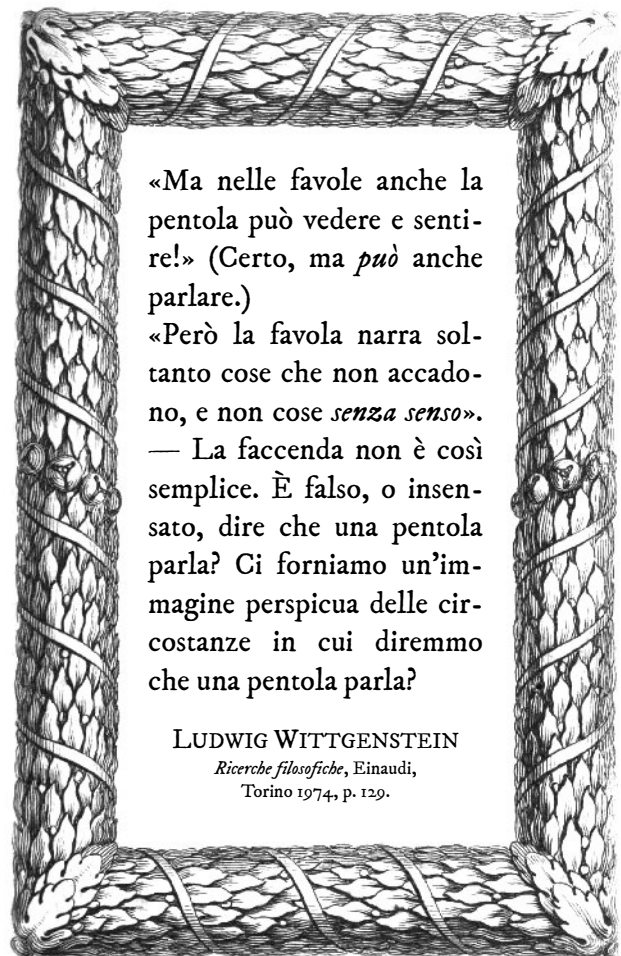 «Ma nelle favole anche la
pentola può vedere e senti-
re!» (Certo, ma può anche
parlare.)
«Però la favola narra sol-
tanto cose che non accado-
no, e non cose senza senso».
— La faccenda non è così
semplice. È falso, o insen-
sato, dire che una pentola
parla? Ci forniamo un'im-
magine perspicua delle cir-
costanze in cui diremmo
che una pentola parla?
LUDWIG WITTGENSTEIN
Ricerche filosofiche, Einaudi,
Torino 1974, p. 129.